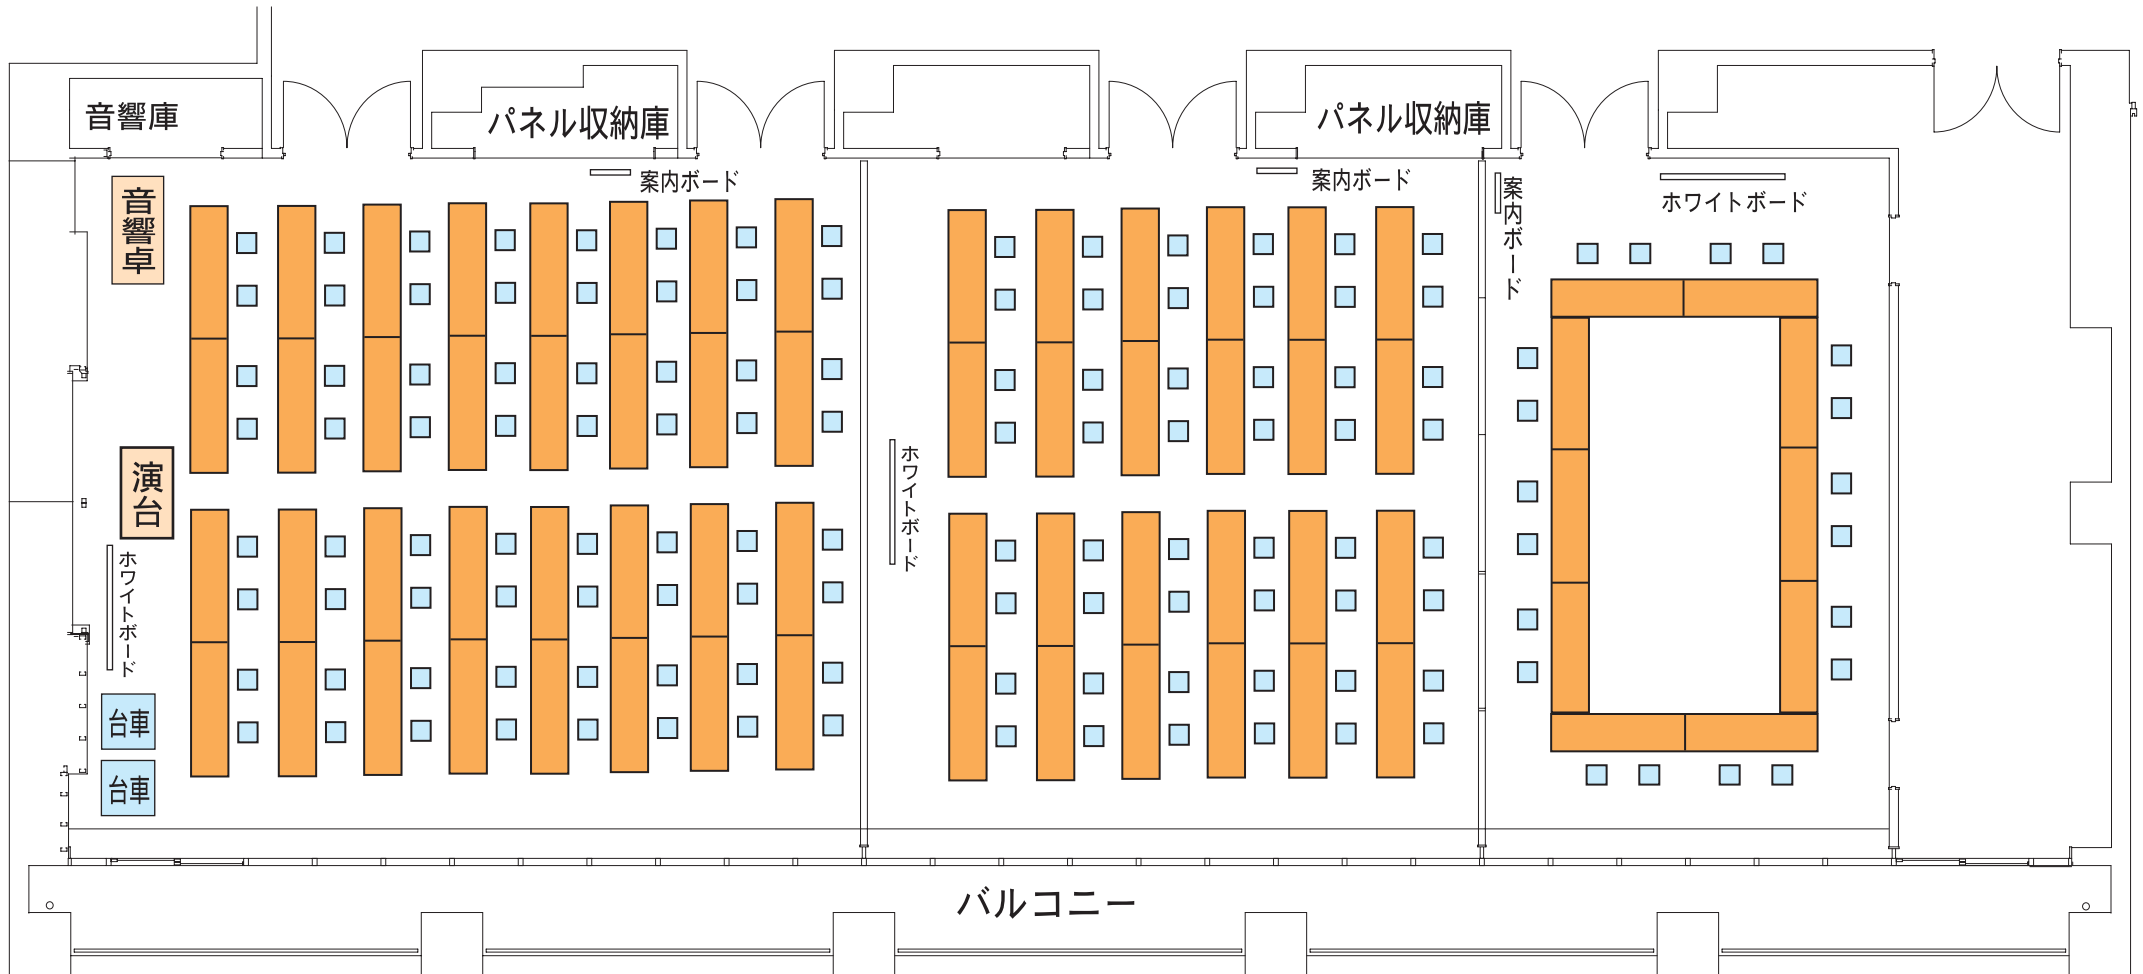 音響庫
パネル収納庫
パネル収納庫
音響卓
案内ボード
案内ボード
案内ボード
ホワイトボード
演台
ホワイトボード
ホワイトボード
台車
台車
バルコニー